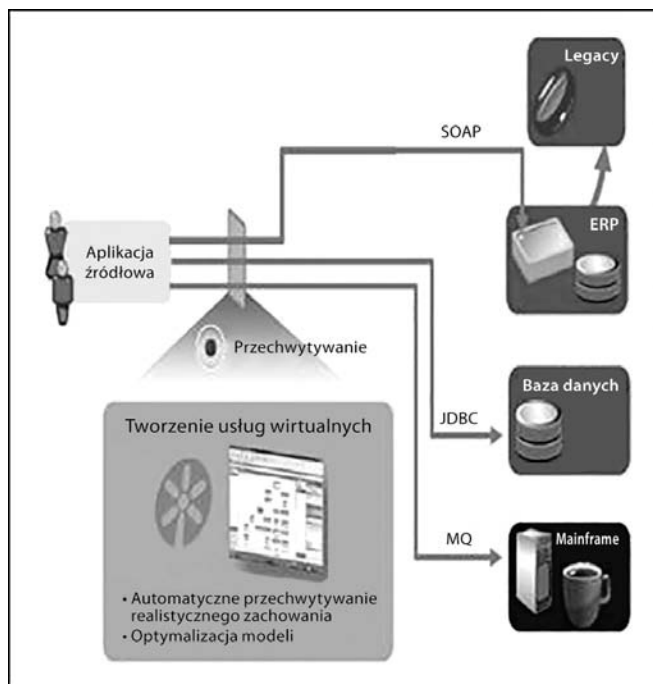 Legacy
SOAP
ERP
Aplikacja
źródłowa
Przechwytywanie
Baza danych
JDBC
Tworzenie usług wirtualnych
MQ
Mainframe
• Automatyczne przechwytywanie
realistycznego zachowania
• Optymalizacja modeli